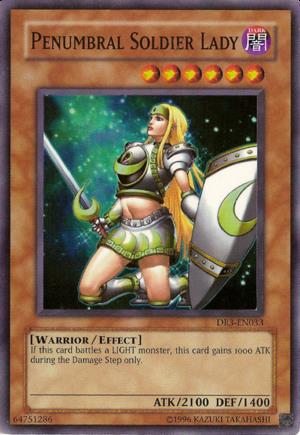 PENUMBRAL SOLDIER LADY
DARK
闇
DR3-EN033
[WARRIOR/EFFECT]
If this card battles a LIGHT monster, this card gains 1000 ATK
during the Damage Step only.
ATK/2100 DEF/1400
64751286
©1996 KAZUKI TAKAHASHI